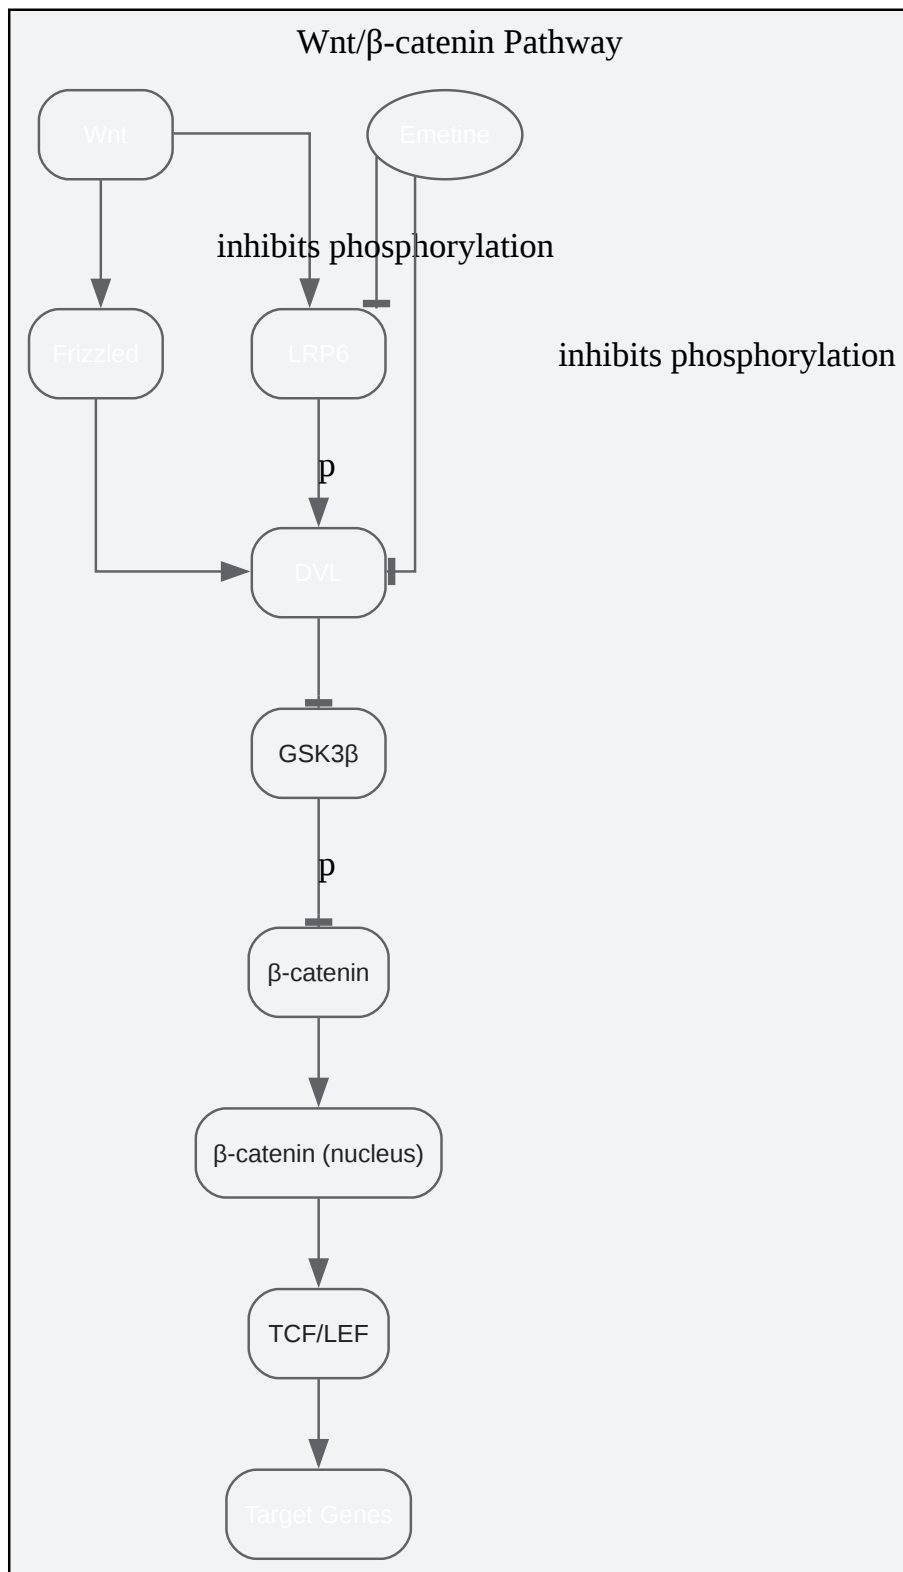 Wnt/β-catenin Pathway
Wnt
Emetine
inhibits phosphorylation
Frizzled
LRP6
inhibits phosphorylation
p
DVL
GSK3β
p
β-catenin
β-catenin (nucleus)
TCF/LEF
Target Genes